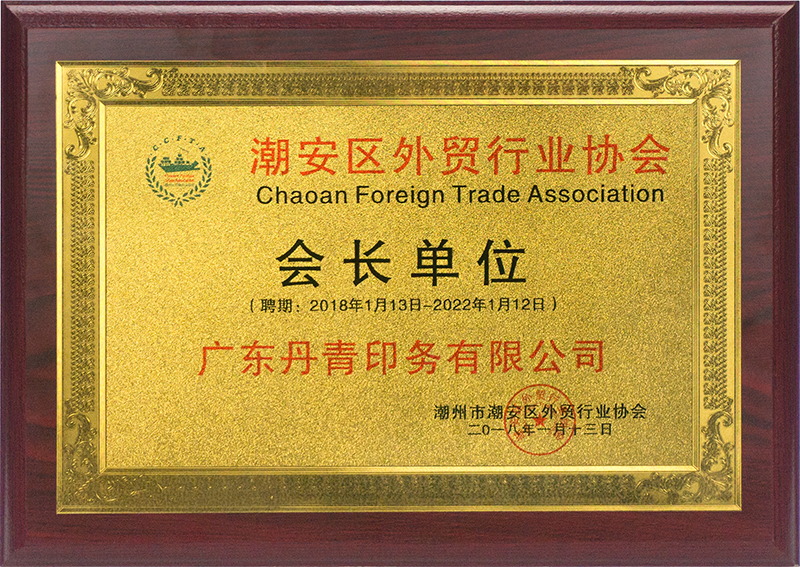 C.C.F.T.A
潮安区外贸行业协会
Chaoan Foreign Trade Association
会长单位
(聘期：2018年1月13日-2022年1月12日)
广东丹青印务有限公司
潮州市潮安区外贸行业协会
二〇一八年一月十三日